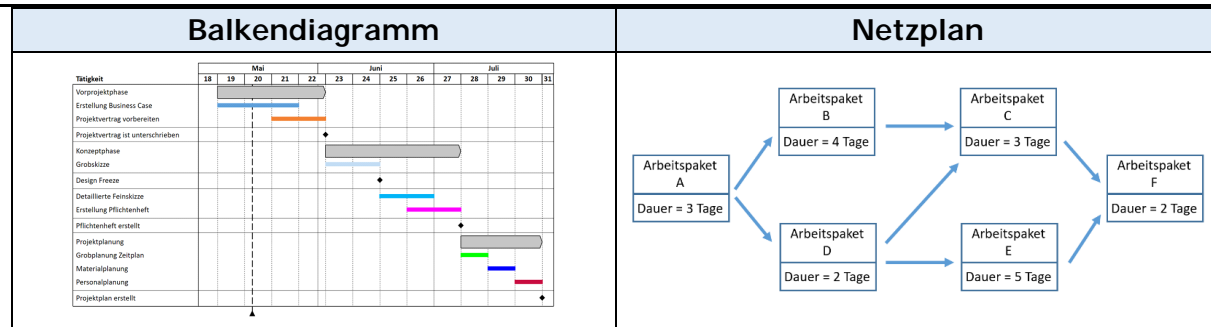 Balkendiagramm
Netzplan
Mai Juni Juli
Tätigkeit 18 19 20 21 22 23 24 25 26 27 28 29 30 31
Vorprojektphase
Erstellung Business Case
Projektvertrag vorbereiten
Projektvertrag ist unterschrieben
Konzeptphase
Grobskizze
Design Freeze
Detaillierte Feinskizze
Erstellung Pflichtenheft
Pflichtenheft erstellt
Projektplanung
Grobplanung Zeitplan
Materialplanung
Personalplanung
Projektplan erstellt
Arbeitspaket
A
Dauer = 3 Tage
Arbeitspaket
B
Dauer = 4 Tage
Arbeitspaket
C
Dauer = 3 Tage
Arbeitspaket
D
Dauer = 2 Tage
Arbeitspaket
E
Dauer = 5 Tage
Arbeitspaket
F
Dauer = 2 Tage